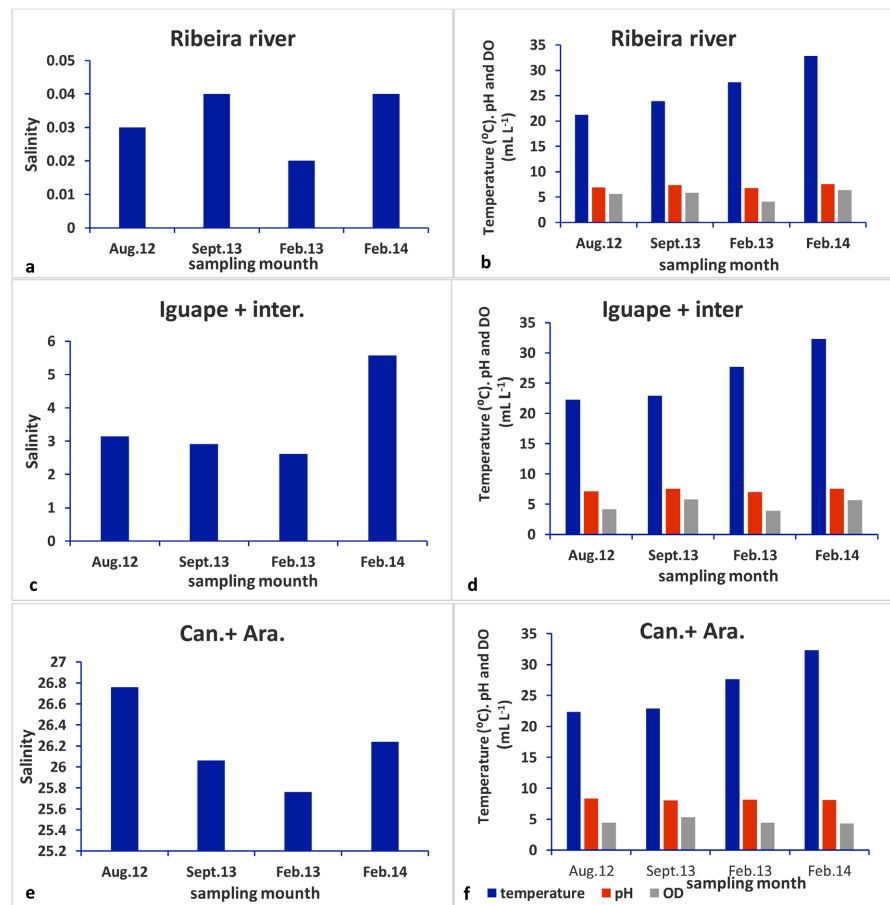 Ribeira river
Salinity
0.05
0.04
0.03
0.02
0.01
0
Aug.12 Sept.13 Feb.13 Feb.14
sampling mounth
a
Ribeira river
Temperature (⁰C). pH and DO
(mL L-1)
35
30
25
20
15
10
5
0
Aug.12 Sept.13 Feb.13 Feb.14
sampling month
b
Iguape + inter.
Salinity
6
5
4
3
2
1
0
Aug.12 Sept.13 Feb.13 Feb.14
sampling mounth
c
Iguape + inter
Temperature (⁰C). pH and DO
(mL L-1)
35
30
25
20
15
10
5
0
Aug.12 Sept.13 Feb.13 Feb.14
sampling month
d
Can.+ Ara.
Salinity
27
26.8
26.6
26.4
26.2
26
25.8
25.6
25.4
25.2
Aug.12 Sept.13 Feb.13 Feb.14
sampling mounth
e
Can.+ Ara.
Temperature (⁰C). pH and DO
(mL L-1)
35
30
25
20
15
10
5
0
Aug.12 Sept.13 Feb.13 Feb.14
sampling month
f
temperature pH OD